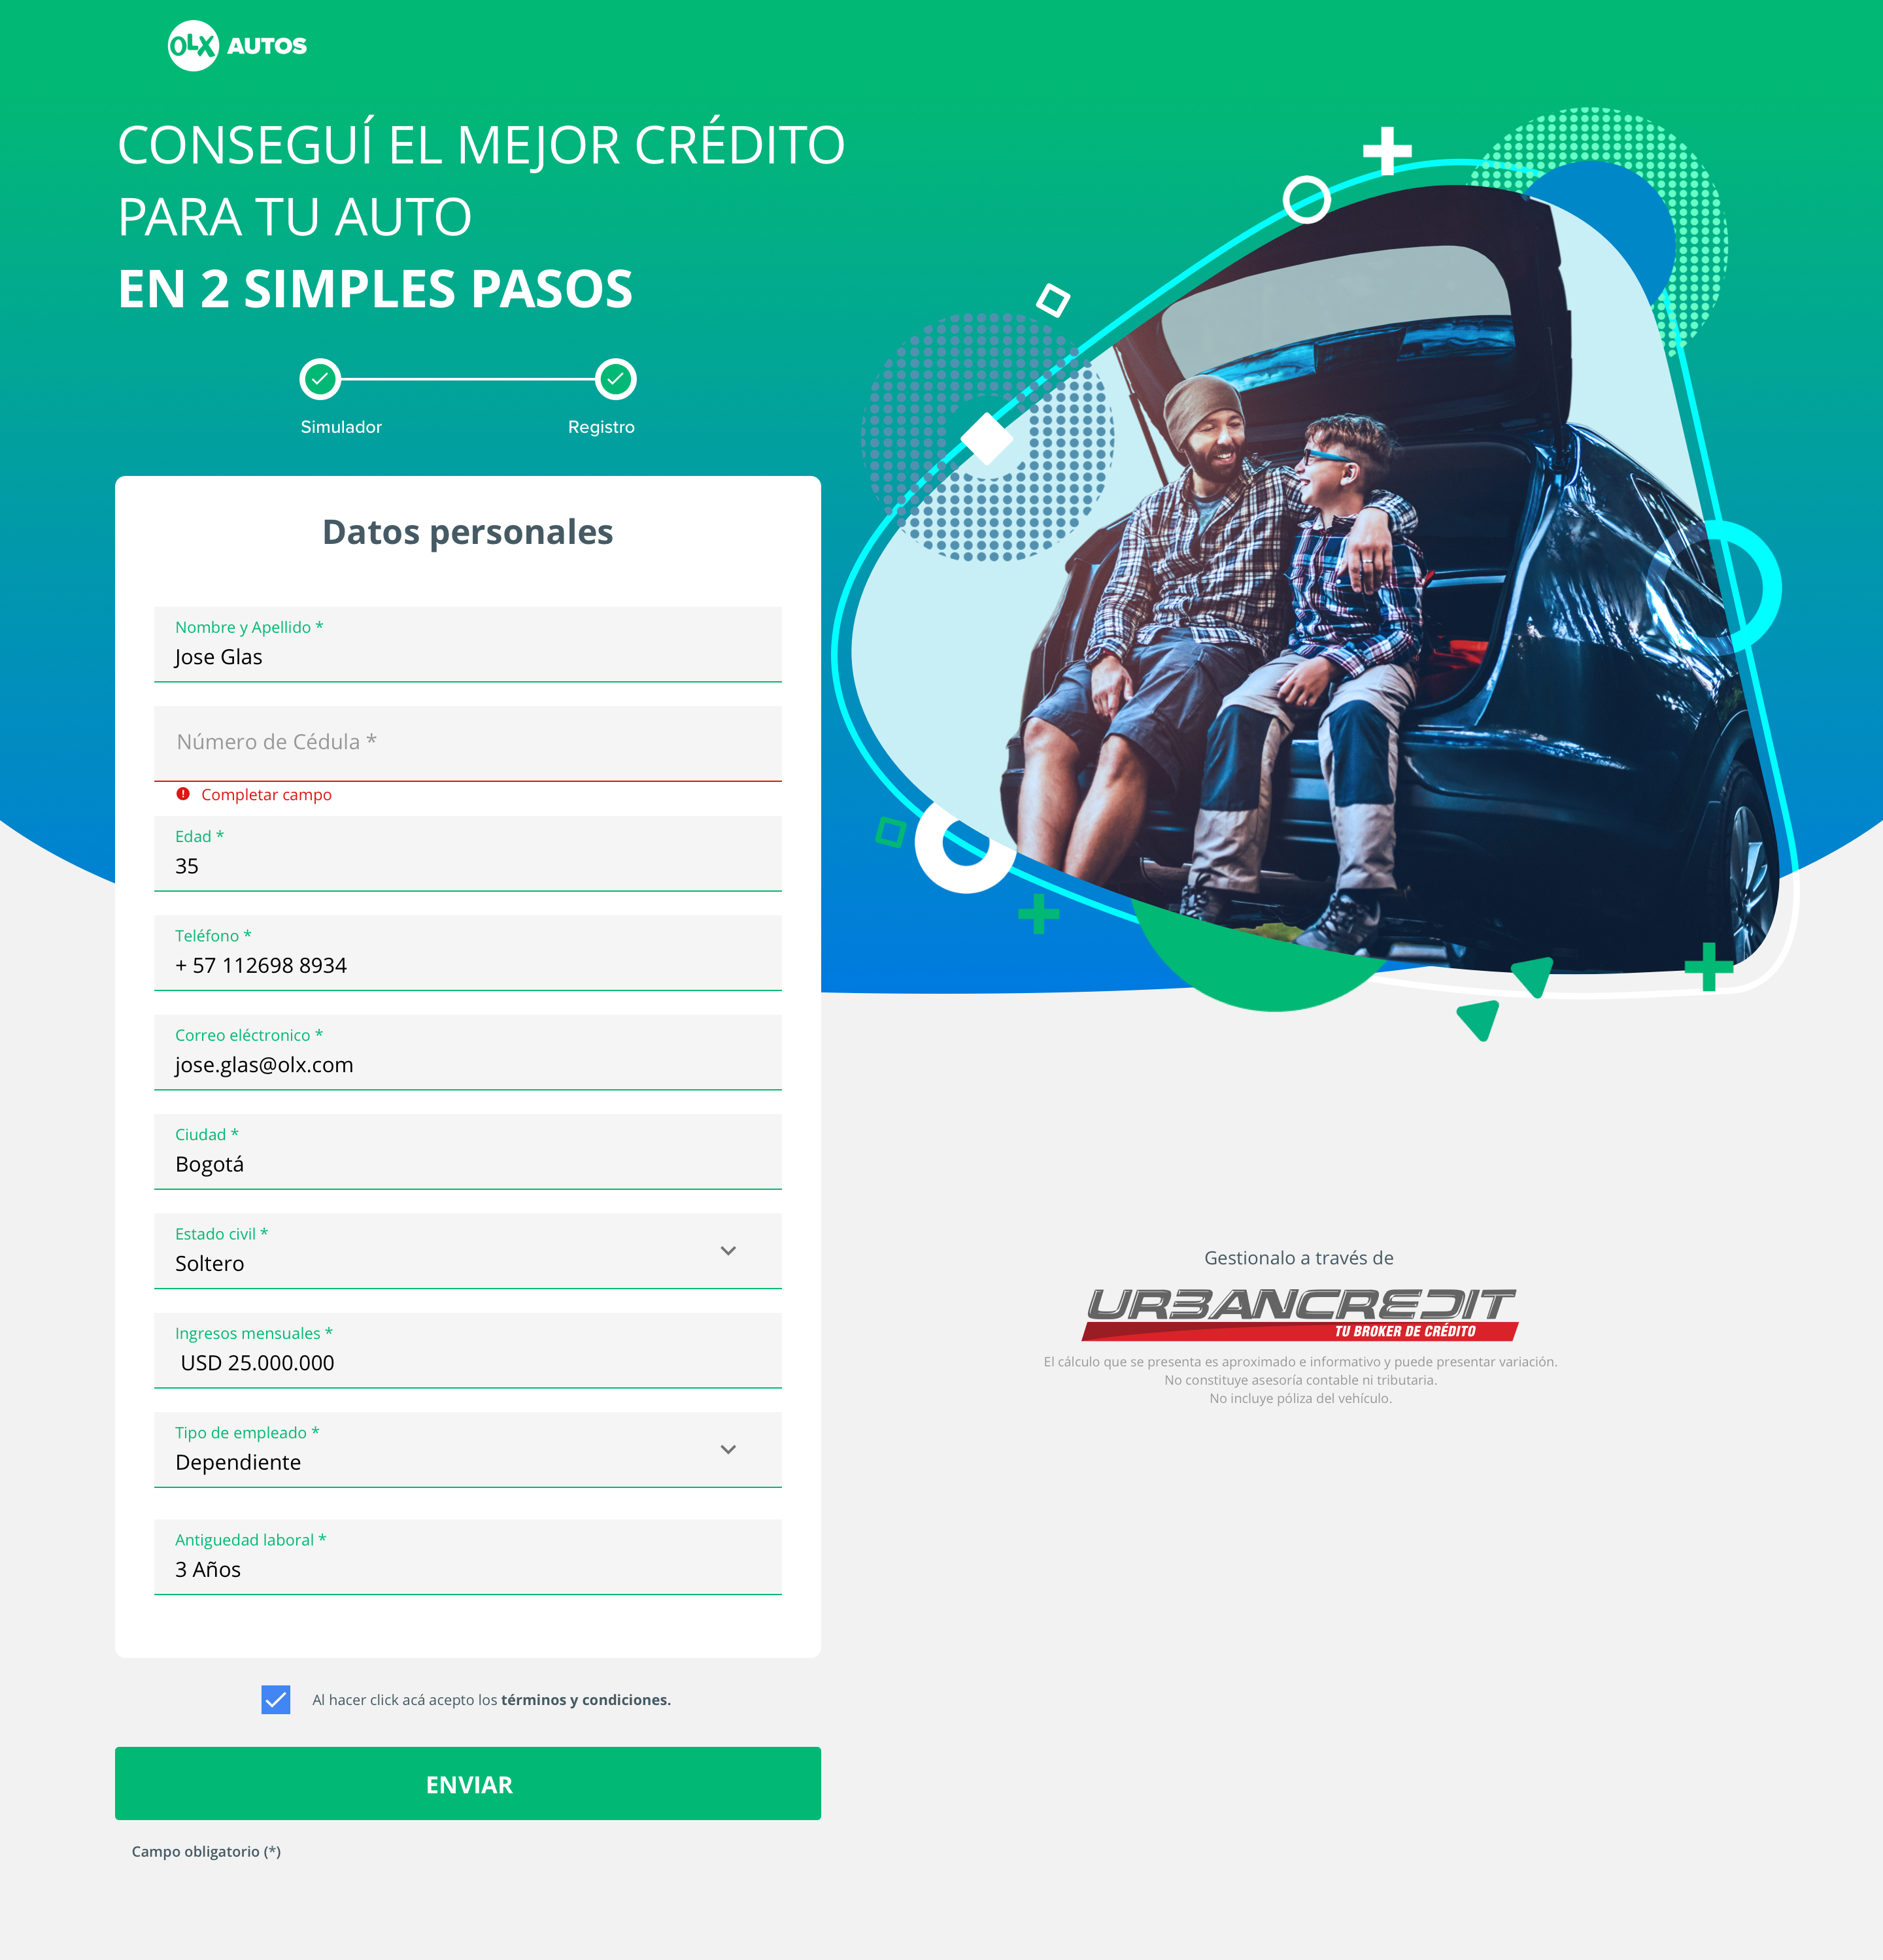 OLX AUTOS
CONSEGUÍ EL MEJOR CRÉDITO
PARA TU AUTO
EN 2 SIMPLES PASOS
Simulador
Registro
Datos personales
Nombre y Apellido *
Jose Glas
Número de Cédula *
Completar campo
Edad *
35
Teléfono *
+ 57 112698 8934
Correo eléctronico *
jose.glas@olx.com
Ciudad *
Bogotá
Estado civil *
Soltero
Ingresos mensuales *
USD 25.000.000
Tipo de empleado *
Dependiente
Antiguedad laboral *
3 Años
Al hacer click acá acepto los términos y condiciones.
ENVIAR
Campo obligatorio (*)
Gestionalo a través de
URBANCREDIT
TU BROKER DE CRÉDITO
El cálculo que se presenta es aproximado e informativo y puede presentar variación.
No constituye asesoría contable ni tributaria.
No incluye póliza del vehículo.